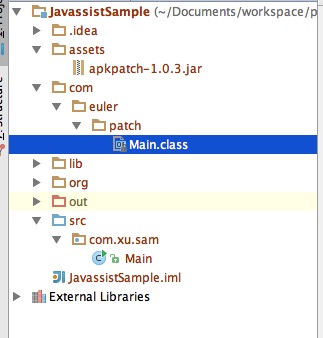 JavassistSample (~/Documents/workspace/p
.idea
assets
apkpatch-1.0.3.jar
com
euler
patch
Main.class
lib
org
out
src
com.xu.sam
Main
JavassistSample.iml
External Libraries